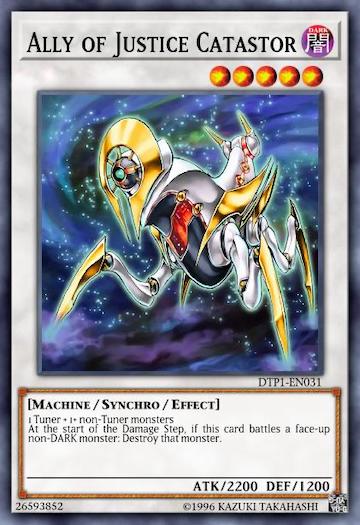 ALLY OF JUSTICE CATASTOR
DARK
闇
DTP1-EN031
[MACHINE / SYNCHRO / EFFECT]
1 Tuner + 1+ non-Tuner monsters
At the start of the Damage Step, if this card battles a face-up
non-DARK monster: Destroy that monster.
ATK/2200 DEF/1200
26593852
©1996 KAZUKI TAKAHASHI